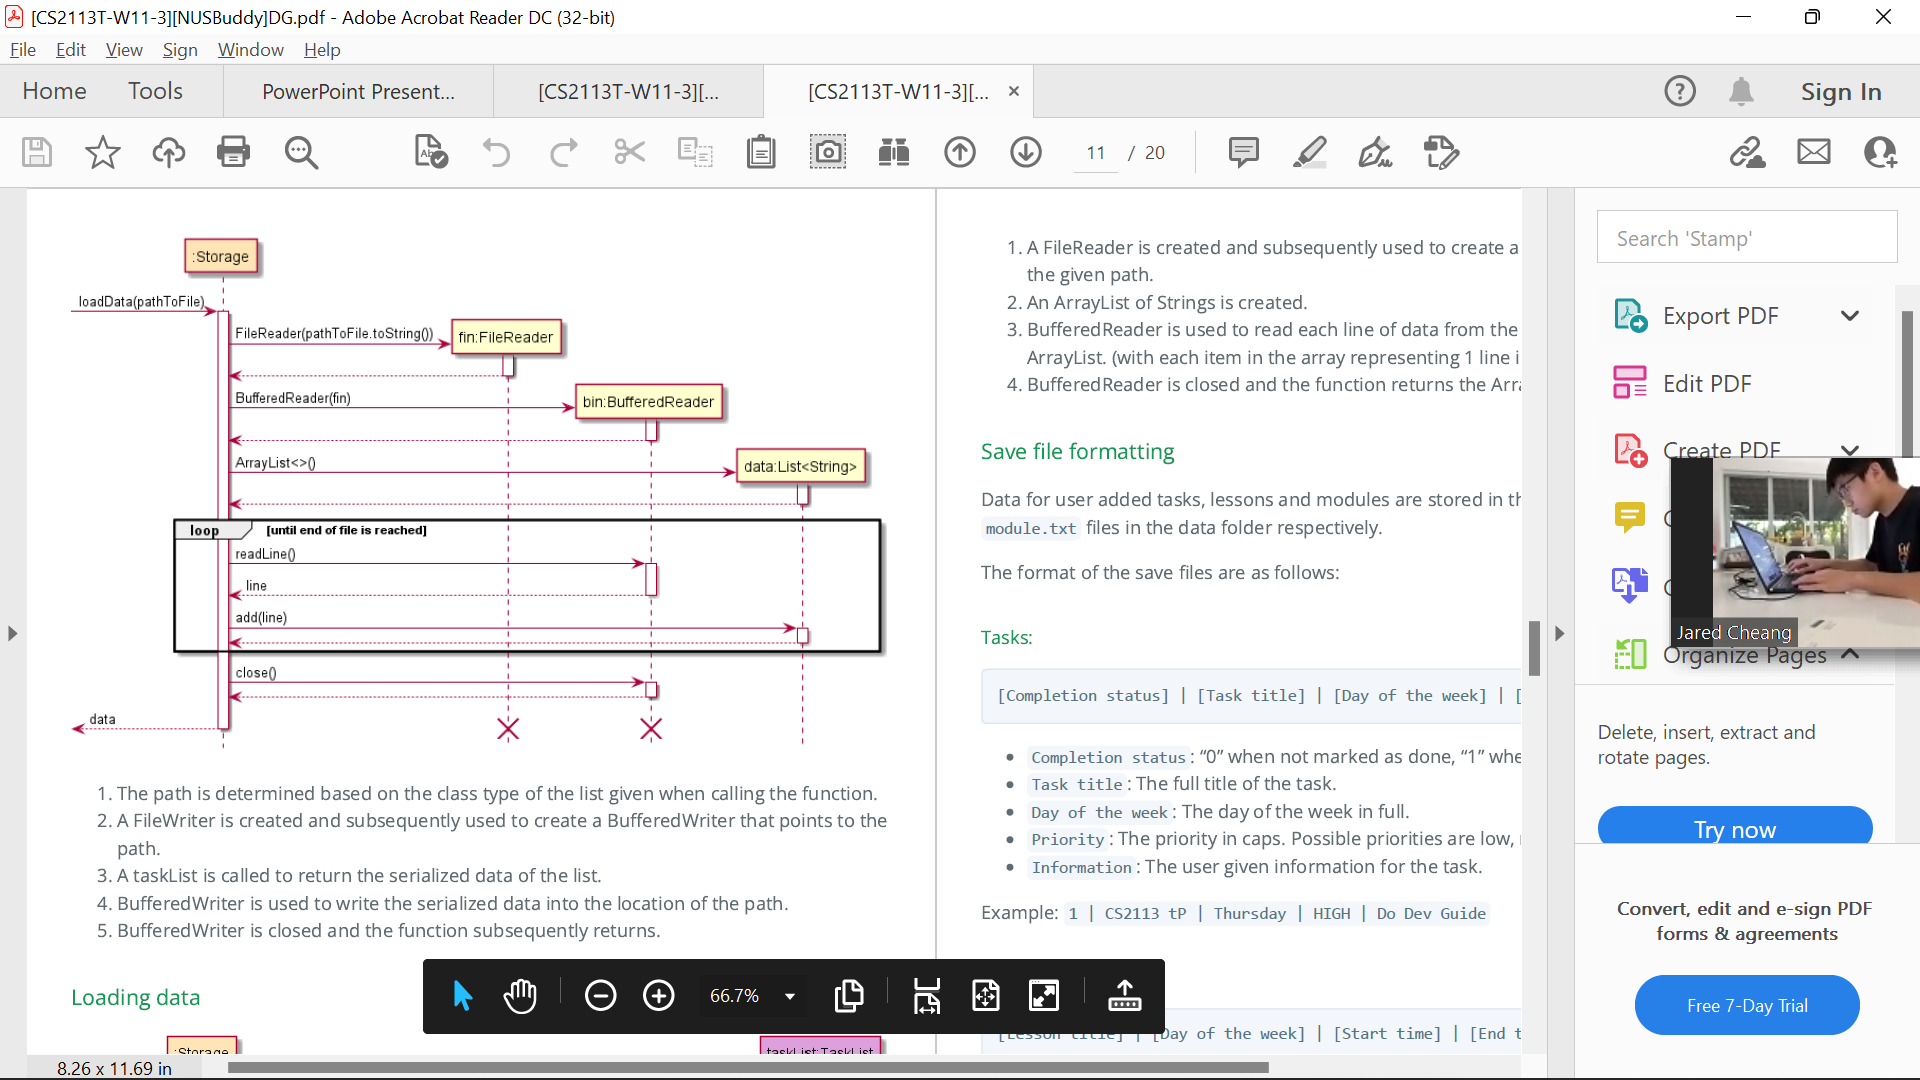 [CS2113T-W11-3][NUSBuddy]DG.pdf - Adobe Acrobat Reader DC (32-bit)
File Edit View Sign Window Help
Home Tools PowerPoint Present... [CS2113T-W11-3][... [CS2113T-W11-3][... × Sign In
11 / 20
:Storage
loadData(pathToFile)
FileReader(pathToFile.toString())
fin:FileReader
BufferedReader(fin)
bin:BufferedReader
ArrayList<>()
data:List<String>
loop [until end of file is reached]
readLine()
line
add(line)
close()
data
1. The path is determined based on the class type of the list given when calling the function.
2. A FileWriter is created and subsequently used to create a BufferedWriter that points to the
path.
3. A taskList is called to return the serialized data of the list.
4. BufferedWriter is used to write the serialized data into the location of the path.
5. BufferedWriter is closed and the function subsequently returns.
Loading data
:Storage
taskList:TaskList
8.26 x 11.69 in
1. A FileReader is created and subsequently used to create a
the given path.
2. An ArrayList of Strings is created.
3. BufferedReader is used to read each line of data from the
ArrayList. (with each item in the array representing 1 line i
4. BufferedReader is closed and the function returns the Arr
Save file formatting
Data for user added tasks, lessons and modules are stored in th
module.txt files in the data folder respectively.
The format of the save files are as follows:
Tasks:
[Completion status] | [Task title] | [Day of the week] | [
• Completion status: “0” when not marked as done, “1” whe
• Task title: The full title of the task.
• Day of the week: The day of the week in full.
• Priority: The priority in caps. Possible priorities are low,
• Information: The user given information for the task.
Example: 1 | CS2113 tP | Thursday | HIGH | Do Dev Guide
[Lesson title] | [Day of the week] | [Start time] | [End t
66.7%
Search 'Stamp'
Export PDF
Edit PDF
Create PDF
Jared Cheang
Organize Pages
Delete, insert, extract and
rotate pages.
Try now
Convert, edit and e-sign PDF
forms & agreements
Free 7-Day Trial